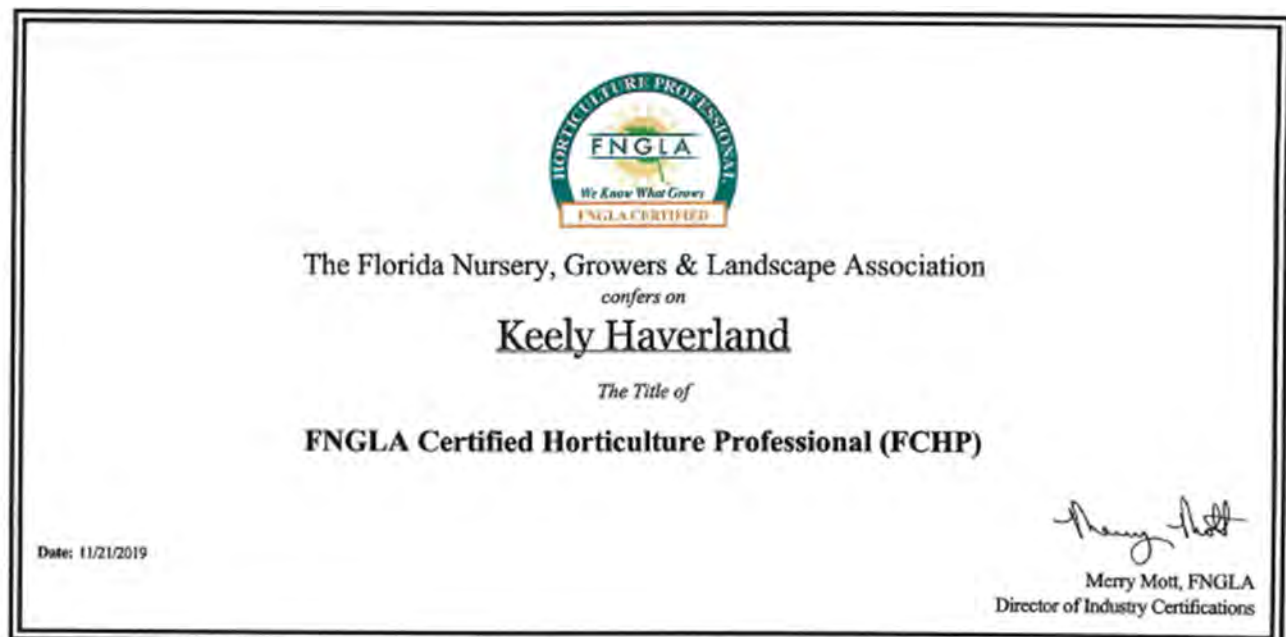 HORTICULTURE PROFESSIONAL
FNGLA
We Know What Grows
FNGLA CERTIFIED
The Florida Nursery, Growers & Landscape Association
confers on
Keely Haverland
The Title of
FNGLA Certified Horticulture Professional (FCHP)
Merry Mott
Date: 11/21/2019
Merry Mott, FNGLA
Director of Industry Certifications